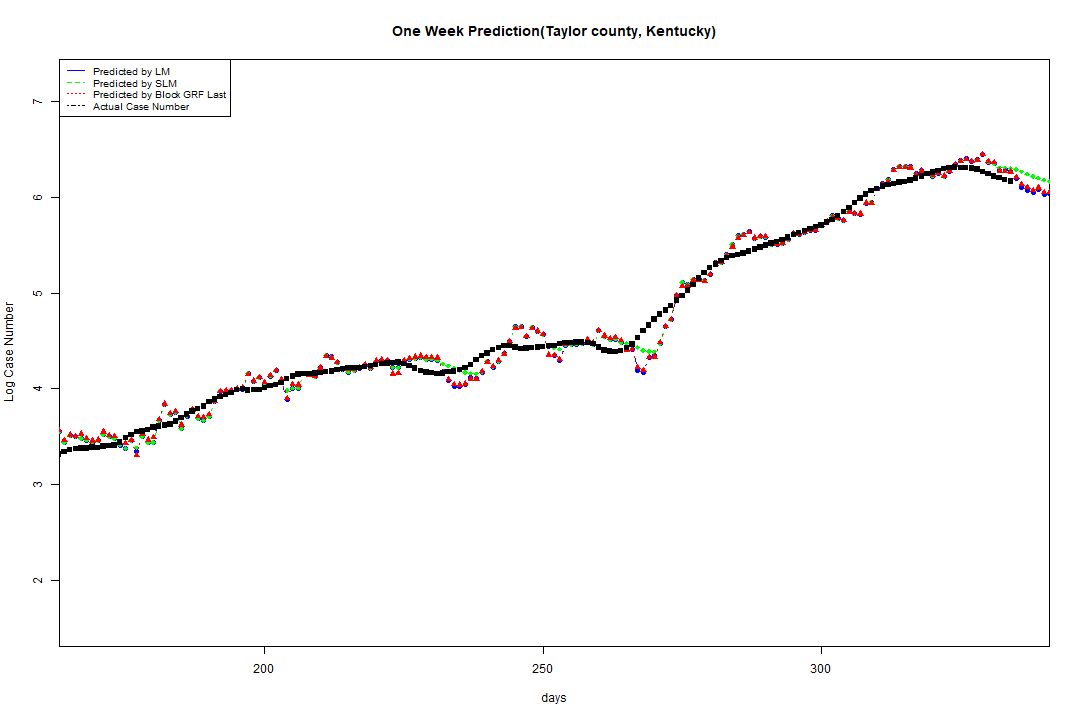 One Week Prediction(Taylor county, Kentucky)
Predicted by LM
Predicted by SLM
Predicted by Block GRF Last
Actual Case Number
7
6
5
4
3
2
Log Case Number
200
250
300
days